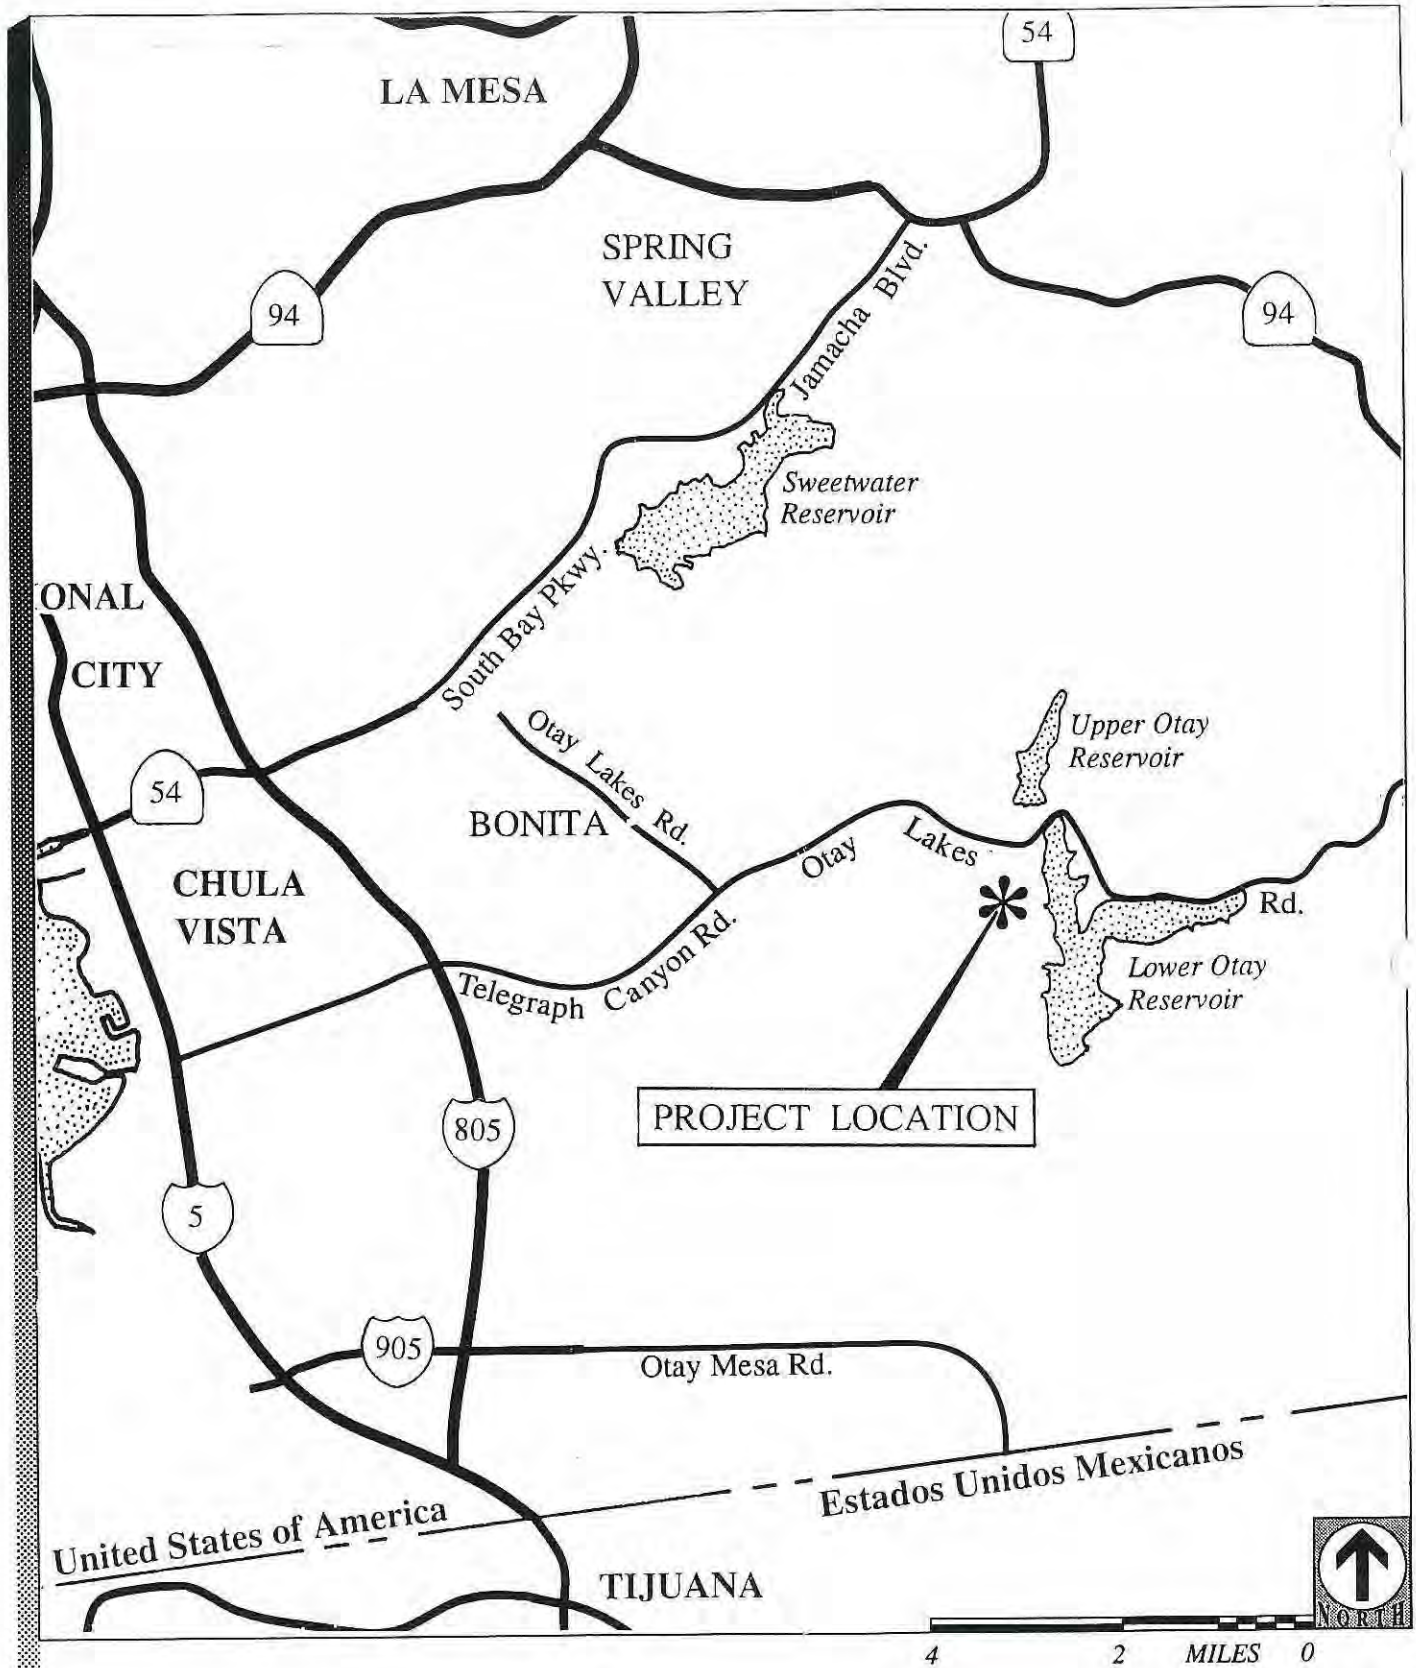 54
LA MESA
SPRING
VALLEY
Jamacha Blvd.
94
94
Sweetwater
Reservoir
South Bay Pkwy.
ONAL
CITY
Otay Lakes Rd.
Upper Otay
Reservoir
54
BONITA
Otay Lakes Rd.
CHULA
VISTA
Telegraph Canyon Rd.
Lower Otay
Reservoir
PROJECT LOCATION
805
5
905
Otay Mesa Rd.
Estados Unidos Mexicanos
United States of America
TIJUANA
NORTH
4 2 MILES 0